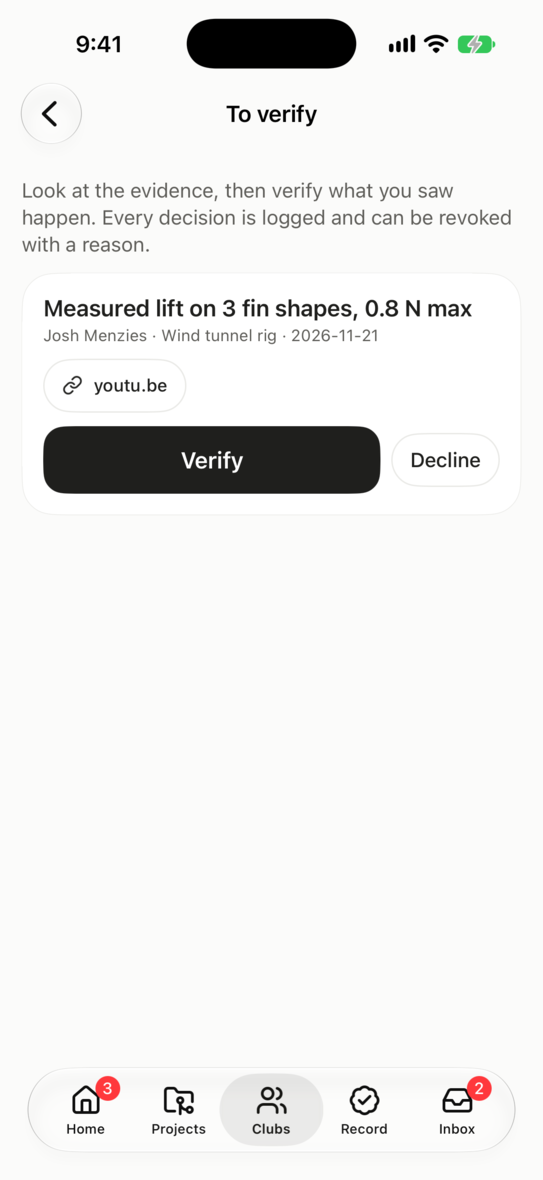 9:41
To verify
Look at the evidence, then verify what you saw
happen. Every decision is logged and can be revoked
with a reason.
Measured lift on 3 fin shapes, 0.8 N max
Josh Menzies · Wind tunnel rig · 2026-11-21
youtu.be
Verify
Decline
3
2
Home
Projects
Clubs
Record
Inbox